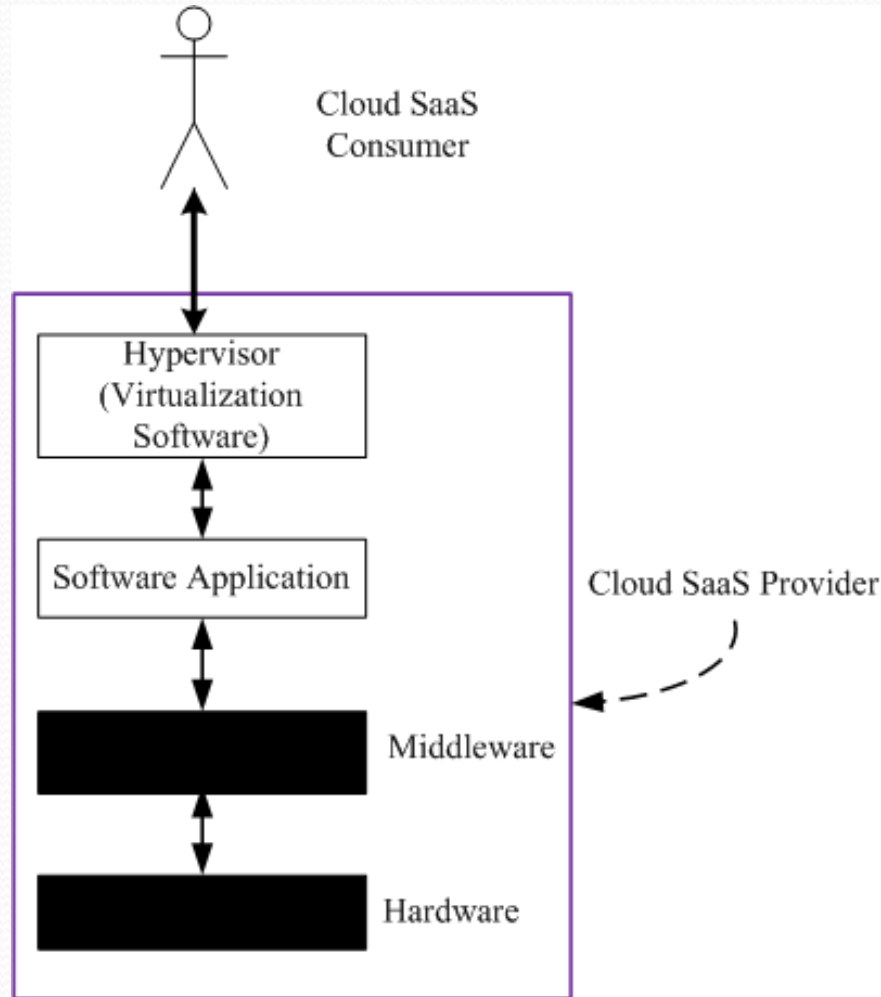 Cloud SaaS
Consumer
Hypervisor
(Virtualization
Software)
Software Application
Cloud SaaS Provider
Middleware
Hardware